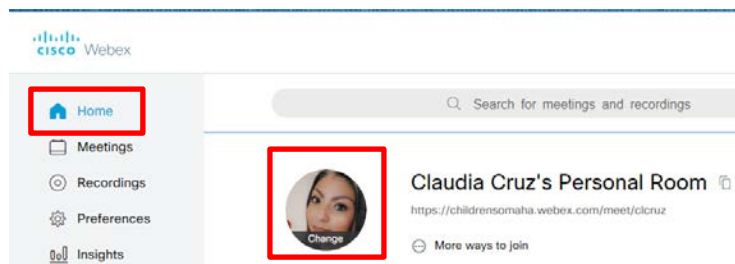 cisco Webex
Home
Search for meetings and recordings
Meetings
Recordings
Preferences
Insights
Change
Claudia Cruz's Personal Room
https://childrensomaha.webex.com/meet/clcruz
More ways to join